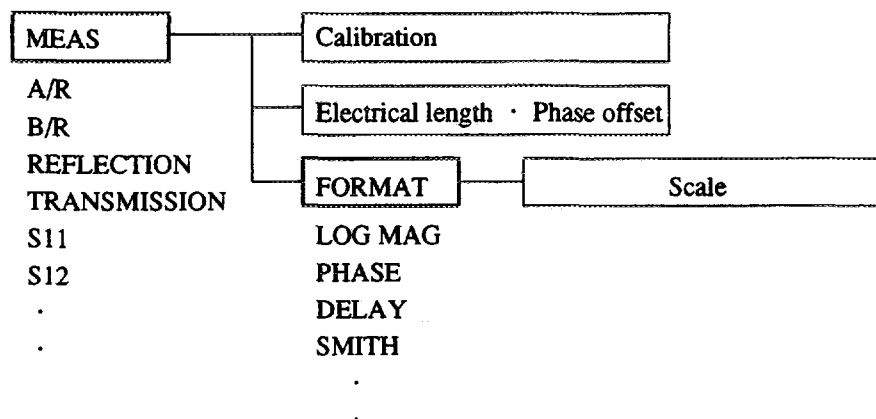 MEAS
Calibration
A/R
B/R
Electrical length · Phase offset
REFLECTION
TRANSMISSION
S11
S12
.
.
FORMAT
Scale
LOG MAG
PHASE
DELAY
SMITH
.
.